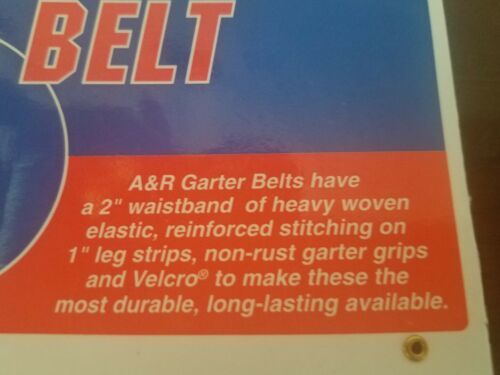 BELT
A&R Garter Belts have
a 2" waistband of heavy woven
elastic, reinforced stitching on
1" leg strips, non-rust garter grips
and Velcro® to make these the
most durable, long-lasting available.